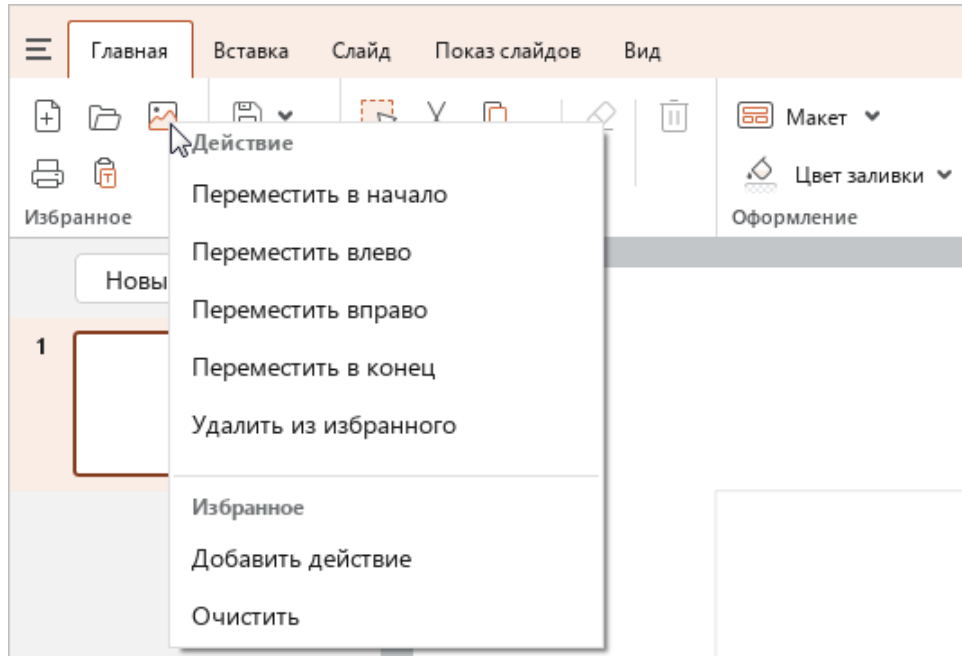 Главная Вставка Слайд Показ слайдов Вид
Макет
Цвет заливки
Избранное
Оформление
Действие
Переместить в начало
Переместить влево
Переместить вправо
Переместить в конец
Удалить из избранного
Избранное
Добавить действие
Очистить
Новы
1